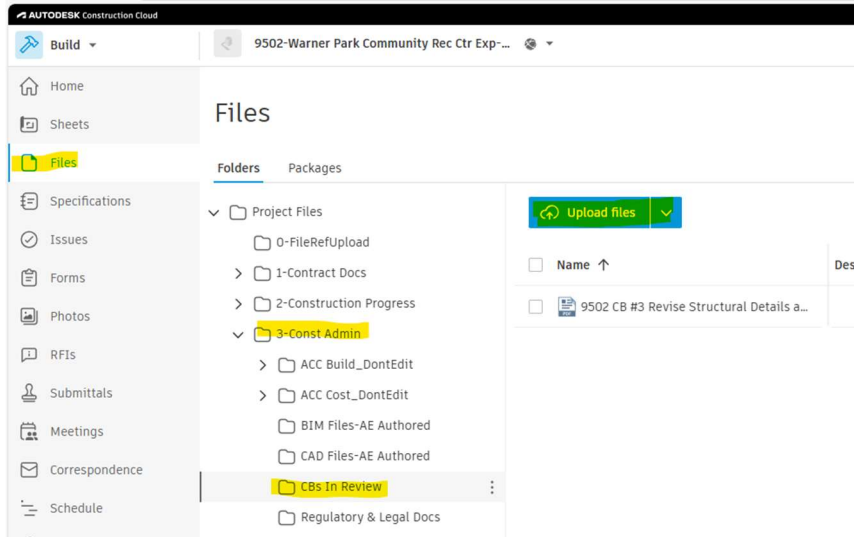 AUTODESK Construction Cloud
Build
9502-Warner Park Community Rec Ctr Exp-...
Home
Sheets
Files
Specifications
Issues
Forms
Photos
RFIs
Submittals
Meetings
Correspondence
Schedule
Files
Folders Packages
Project Files
0-FileRefUpload
1-Contract Docs
2-Construction Progress
3-Const Admin
ACC Build_DontEdit
ACC Cost_DontEdit
BIM Files-AE Authored
CAD Files-AE Authored
CBs In Review
Regulatory & Legal Docs
Upload files
Name Des
PDF 9502 CB #3 Revise Structural Details a...